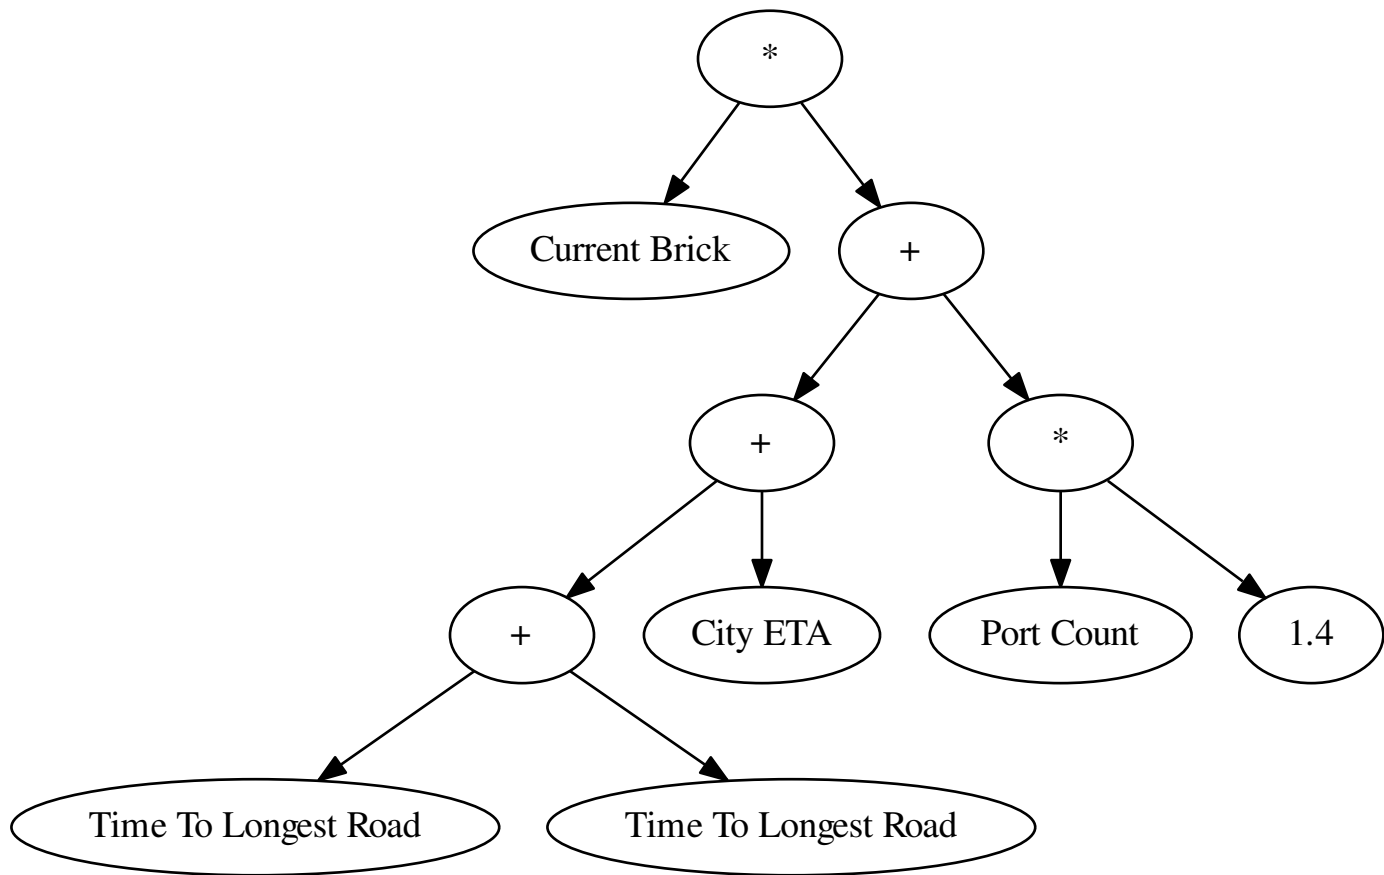 *
Current Brick
+
+
*
+
City ETA
Port Count
1.4
Time To Longest Road
Time To Longest Road